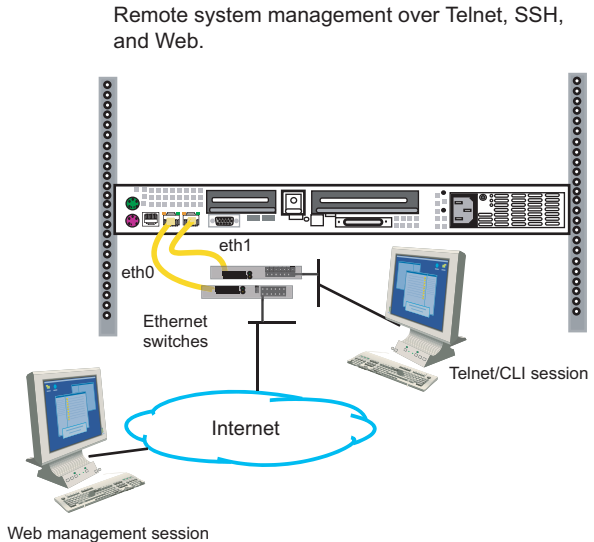 Remote system management over Telnet, SSH,
and Web.
eth1
eth0
Ethernet
switches
Telnet/CLI session
Internet
Web management session